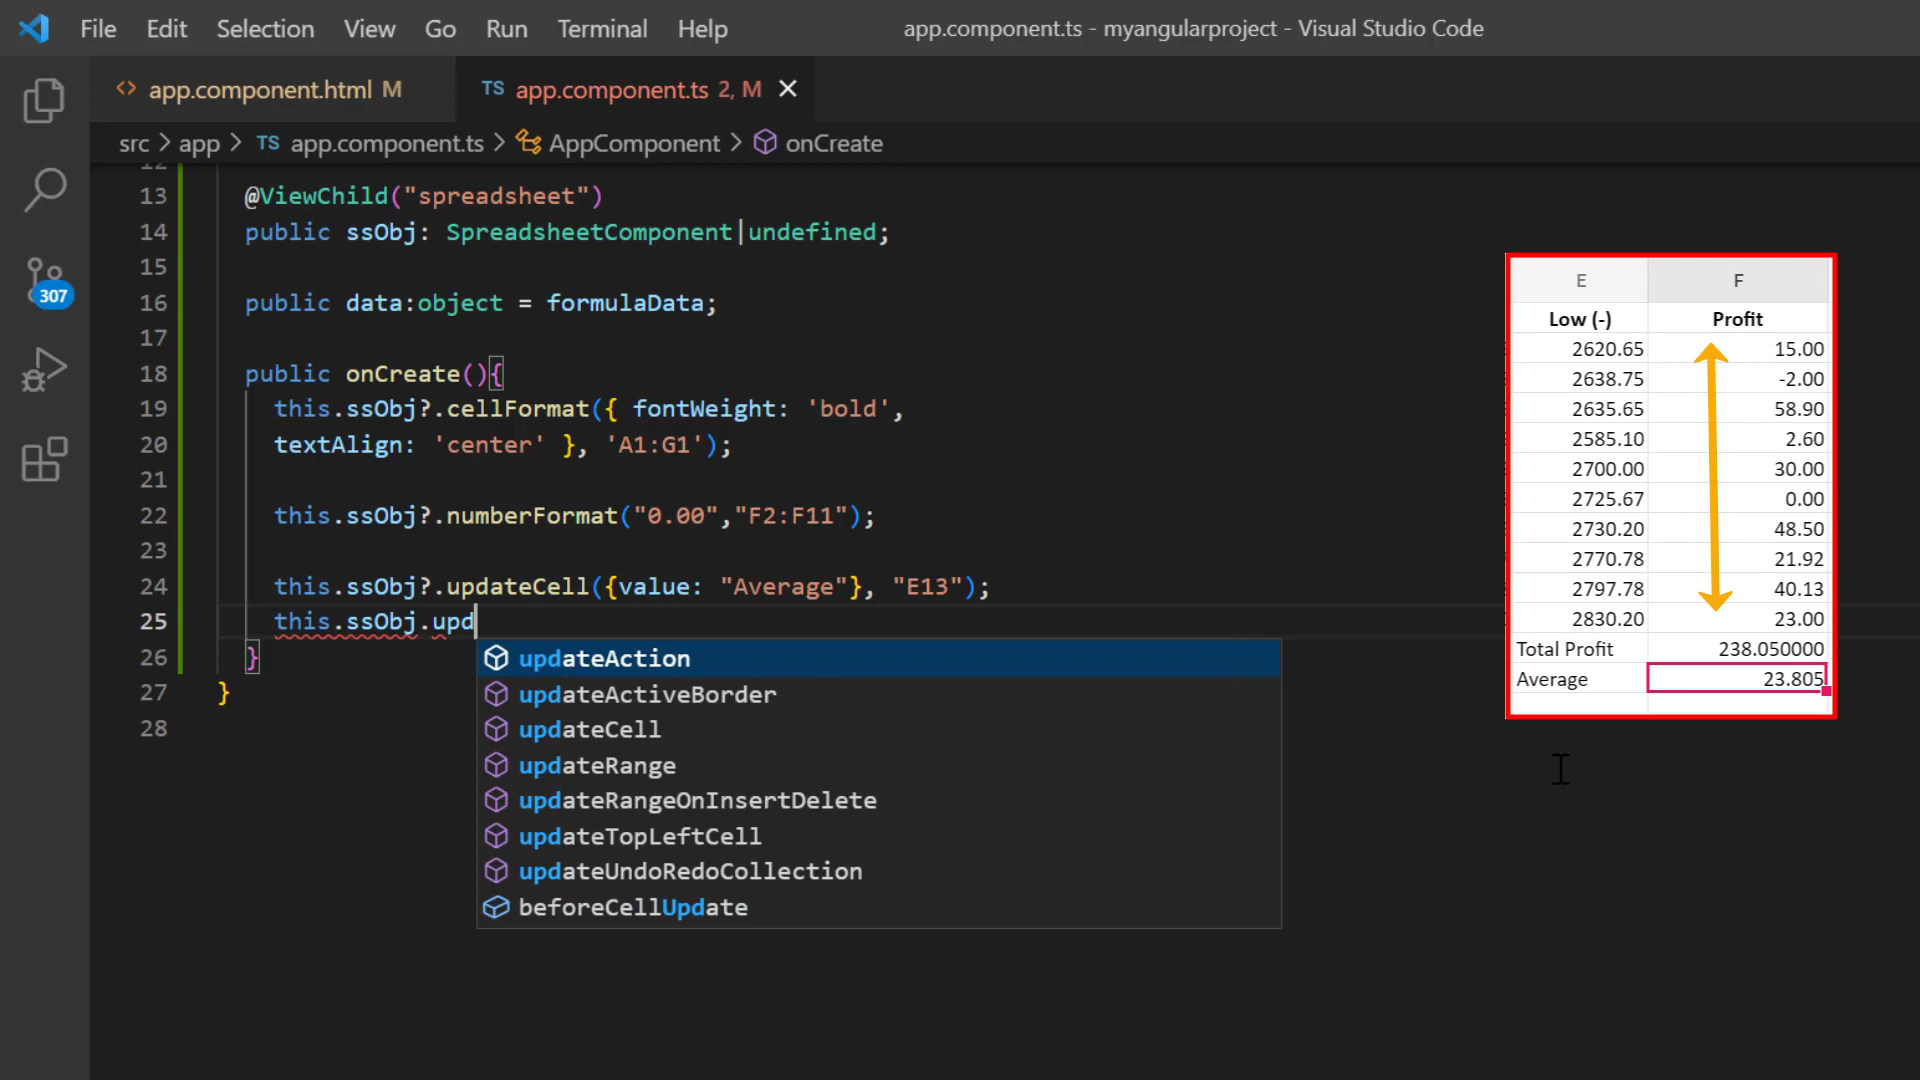 File Edit Selection View Go Run Terminal Help
app.component.ts - myangularproject - Visual Studio Code
app.component.html M
TS app.component.ts 2, M
src > app > TS app.component.ts > AppComponent > onCreate
307
12
13 @ViewChild("spreadsheet")
14 public ssObj: SpreadsheetComponent|undefined;
15
16 public data:object = formulaData;
17
18 public onCreate(){
19 this.ssObj?.cellFormat({ fontWeight: 'bold',
20 textAlign: 'center' }, 'A1:G1');
21
22 this.ssObj?.numberFormat("0.00","F2:F11");
23
24 this.ssObj?.updateCell({value: "Average"}, "E13");
25 this.ssObj.upd
26 }
27 }
28
updateAction
updateActiveBorder
updateCell
updateRange
updateRangeOnInsertDelete
updateTopLeftCell
updateUndoRedoCollection
beforeCellUpdate
E F
Low (-) Profit
2620.65 15.00
2638.75 -2.00
2635.65 58.90
2585.10 2.60
2700.00 30.00
2725.67 0.00
2730.20 48.50
2770.78 21.92
2797.78 40.13
2830.20 23.00
Total Profit 238.050000
Average 23.805